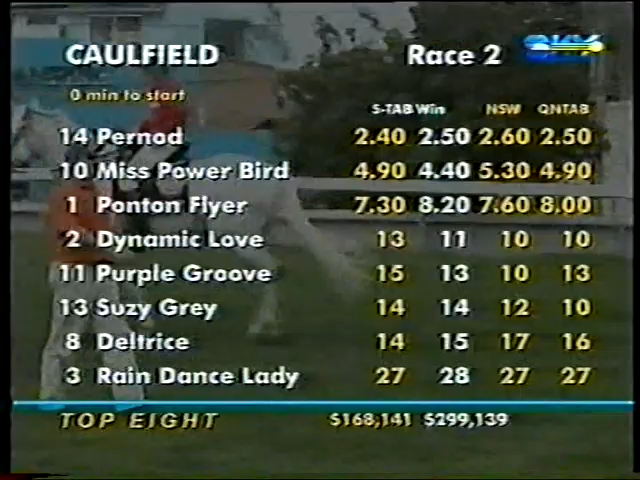 CAULFIELD Race 2 SKY
0 min to start
S-TAB Win NSW QNTAB
14 Pernod 2.40 2.50 2.60 2.50
10 Miss Power Bird 4.90 4.40 5.30 4.90
1 Ponton Flyer 7.30 8.20 7.60 8.00
2 Dynamic Love 13 11 10 10
11 Purple Groove 15 13 10 13
13 Suzy Grey 14 14 12 10
8 Deltrice 14 15 17 16
3 Rain Dance Lady 27 28 27 27
TOP EIGHT $168,141 $299,139